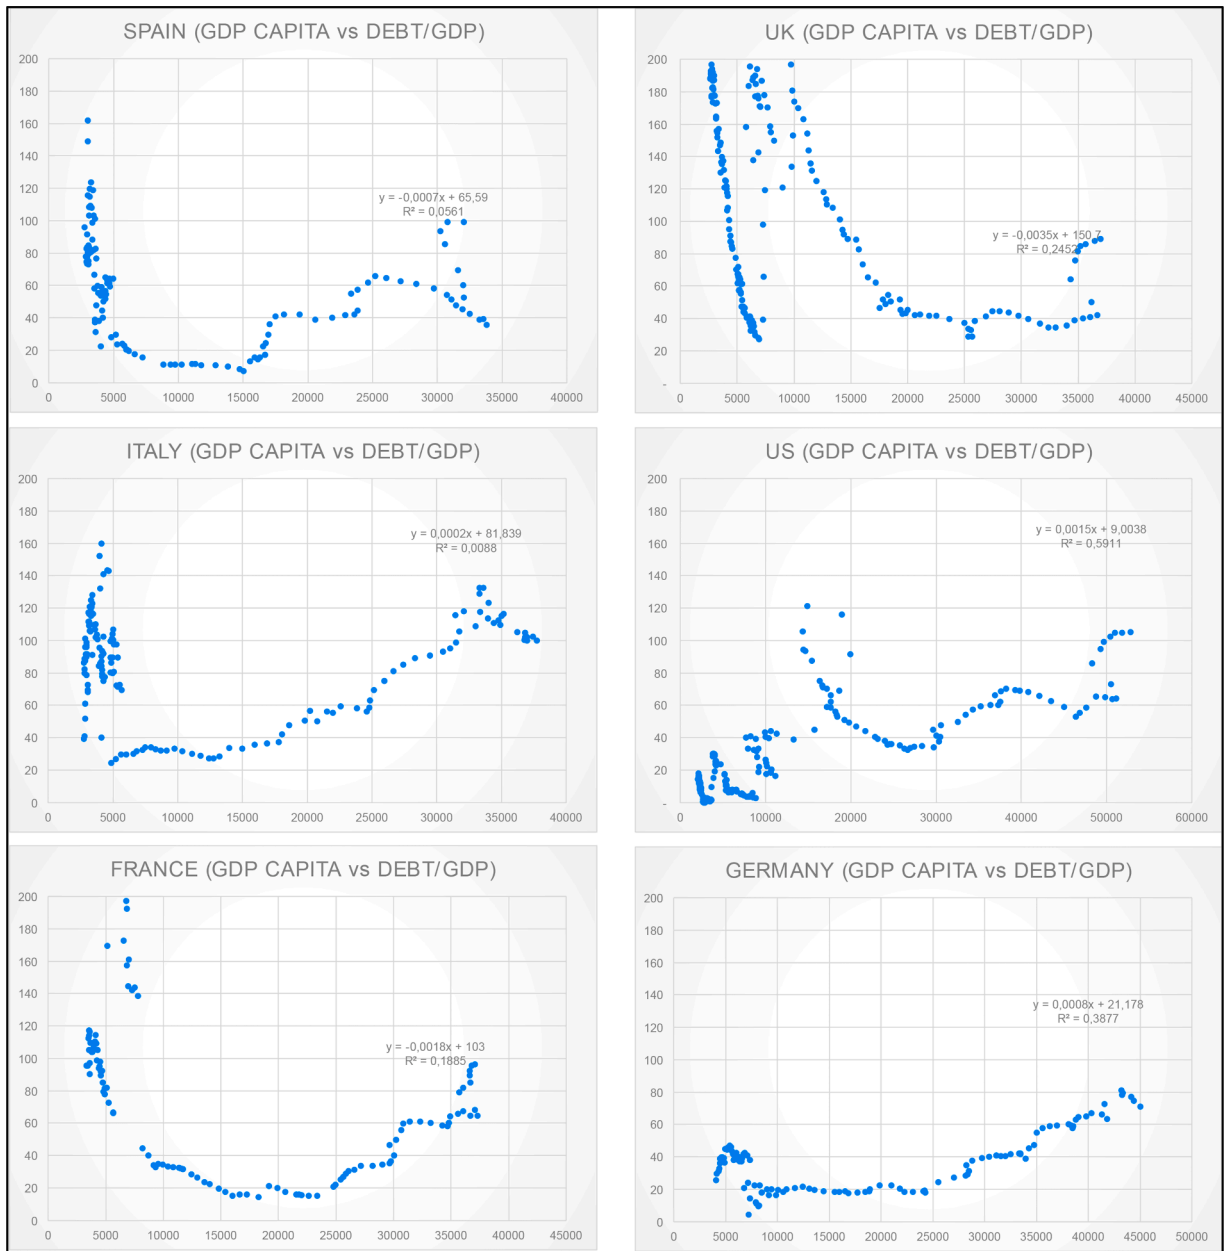 SPAIN (GDP CAPITA vs DEBT/GDP)
200
180
160
140
120
100
80
60
40
20
0
y = -0,0007x + 65,59
R² = 0,0561
0 5000 10000 15000 20000 25000 30000 35000 40000
UK (GDP CAPITA vs DEBT/GDP)
200
180
160
140
120
100
80
60
40
20
-
y = -0,0035x + 150,7
R² = 0,2452
0 5000 10000 15000 20000 25000 30000 35000 40000 45000
ITALY (GDP CAPITA vs DEBT/GDP)
200
180
160
140
120
100
80
60
40
20
0
y = 0,0002x + 81,839
R² = 0,0088
0 5000 10000 15000 20000 25000 30000 35000 40000
US (GDP CAPITA vs DEBT/GDP)
200
180
160
140
120
100
80
60
40
20
-
y = 0,0015x + 9,0038
R² = 0,5911
0 10000 20000 30000 40000 50000 60000
FRANCE (GDP CAPITA vs DEBT/GDP)
200
180
160
140
120
100
80
60
40
20
0
y = -0,0018x + 103
R² = 0,1885
0 5000 10000 15000 20000 25000 30000 35000 40000 45000
GERMANY (GDP CAPITA vs DEBT/GDP)
200
180
160
140
120
100
80
60
40
20
0
y = 0,0008x + 21,178
R² = 0,3877
0 5000 10000 15000 20000 25000 30000 35000 40000 45000 50000